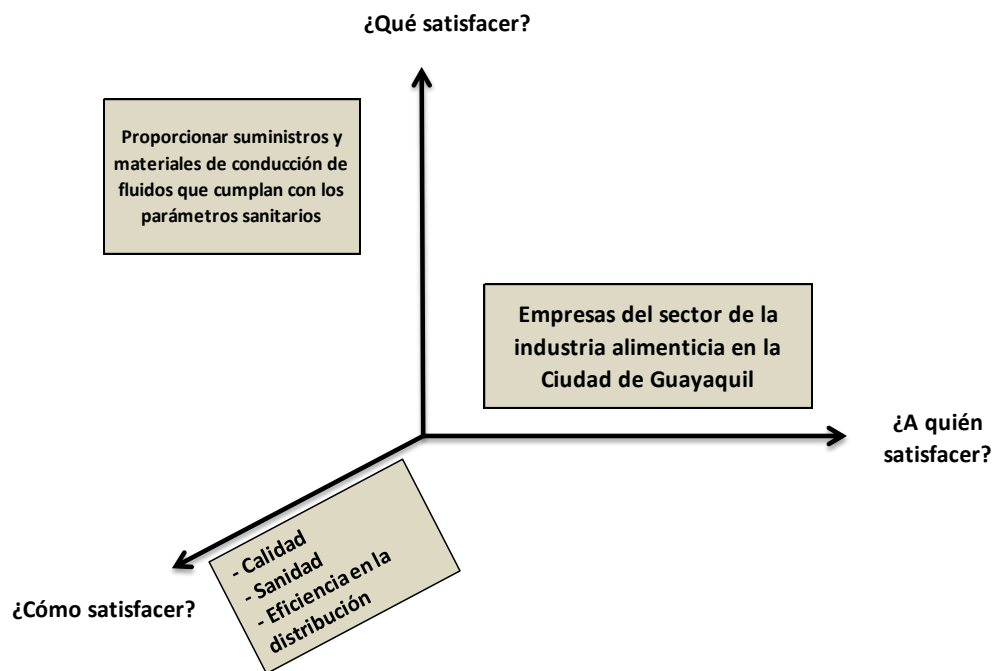 ¿Qué satisfacer?
Proporcionar suministros y
materiales de conducción de
fluidos que cumplan con los
parámetros sanitarios
Empresas del sector de la
industria alimenticia en la
Ciudad de Guayaquil
¿A quién
satisfacer?
- Calidad
- Sanidad
- Eficiencia en la
distribución
¿Cómo satisfacer?